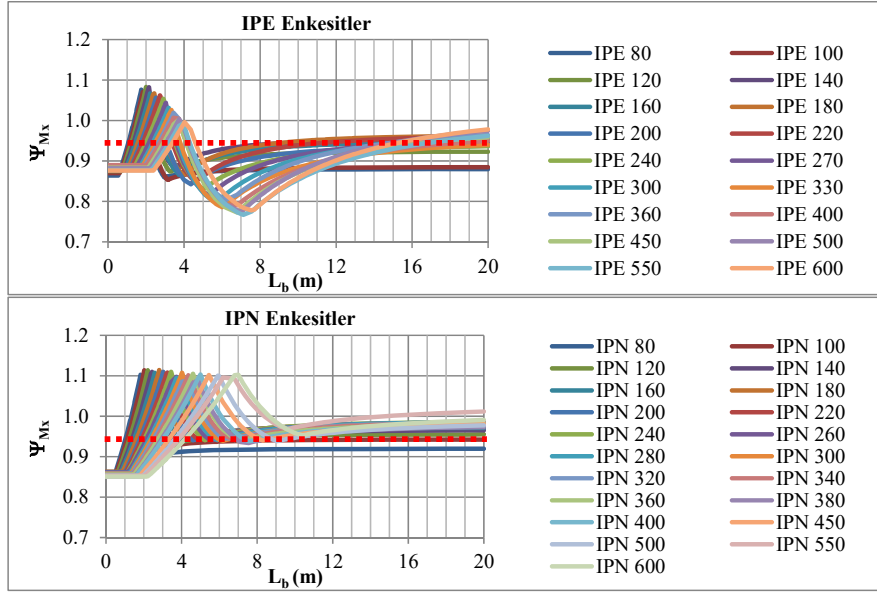 IPE Enkesitler
1.2
1.1
1.0
0.9
0.8
0.7
ΨMx
0 4 8 12 16 20
Lb (m)
IPE 80 IPE 100
IPE 120 IPE 140
IPE 160 IPE 180
IPE 200 IPE 220
IPE 240 IPE 270
IPE 300 IPE 330
IPE 360 IPE 400
IPE 450 IPE 500
IPE 550 IPE 600
IPN Enkesitler
1.2
1.1
1.0
0.9
0.8
0.7
ΨMx
0 4 8 12 16 20
Lb (m)
IPN 80 IPN 100
IPN 120 IPN 140
IPN 160 IPN 180
IPN 200 IPN 220
IPN 240 IPN 260
IPN 280 IPN 300
IPN 320 IPN 340
IPN 360 IPN 380
IPN 400 IPN 450
IPN 500 IPN 550
IPN 600